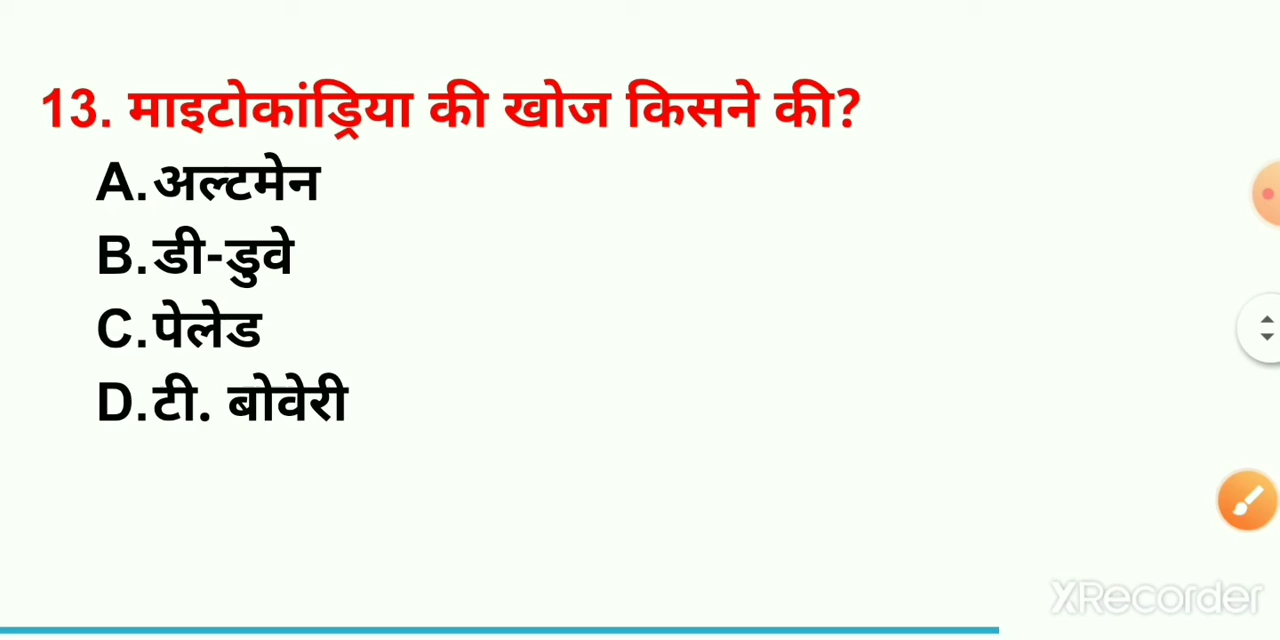 13. माइटोकांड्रिया की खोज किसने की?
A.अल्टमेन
B.डी-डुवे
C.पेलेड
D.टी. बोवेरी
XRecorder